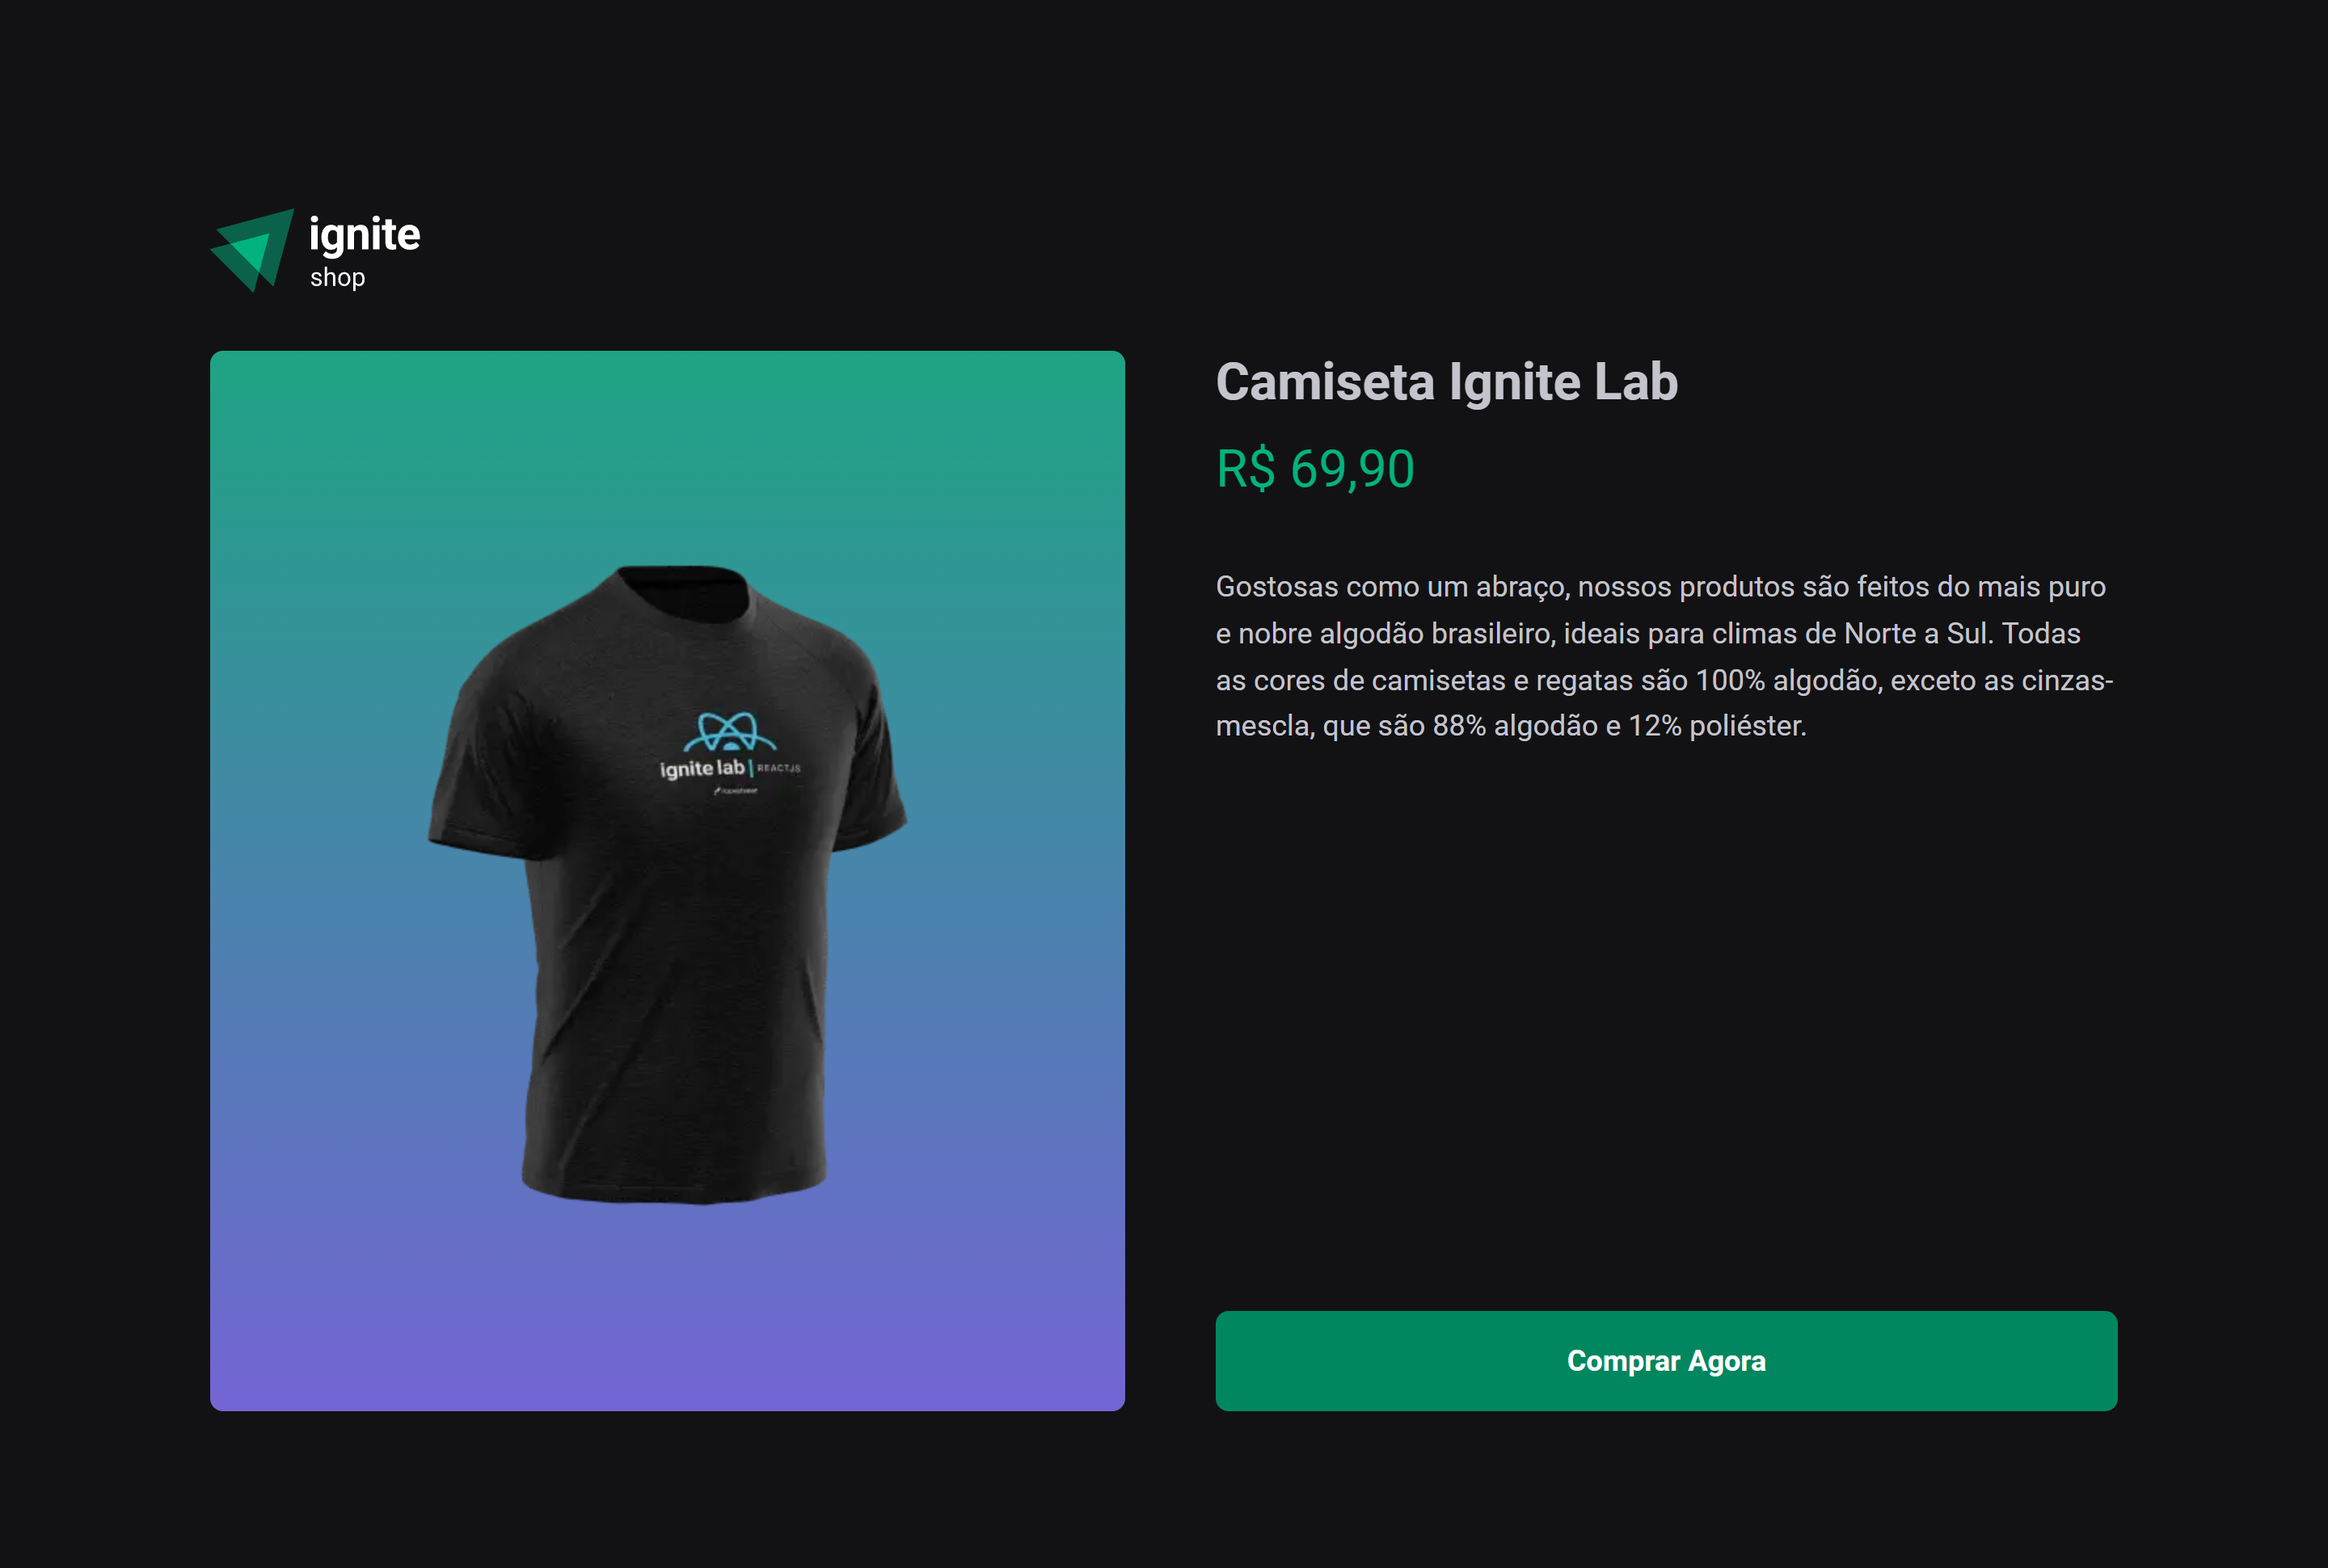 ignite
shop
Camiseta Ignite Lab
R$ 69,90
Gostosas como um abraço, nossos produtos são feitos do mais puro
e nobre algodão brasileiro, ideais para climas de Norte a Sul. Todas
as cores de camisetas e regatas são 100% algodão, exceto as cinzas-
mescla, que são 88% algodão e 12% poliéster.
ignite lab | REACTJS
Comprar Agora